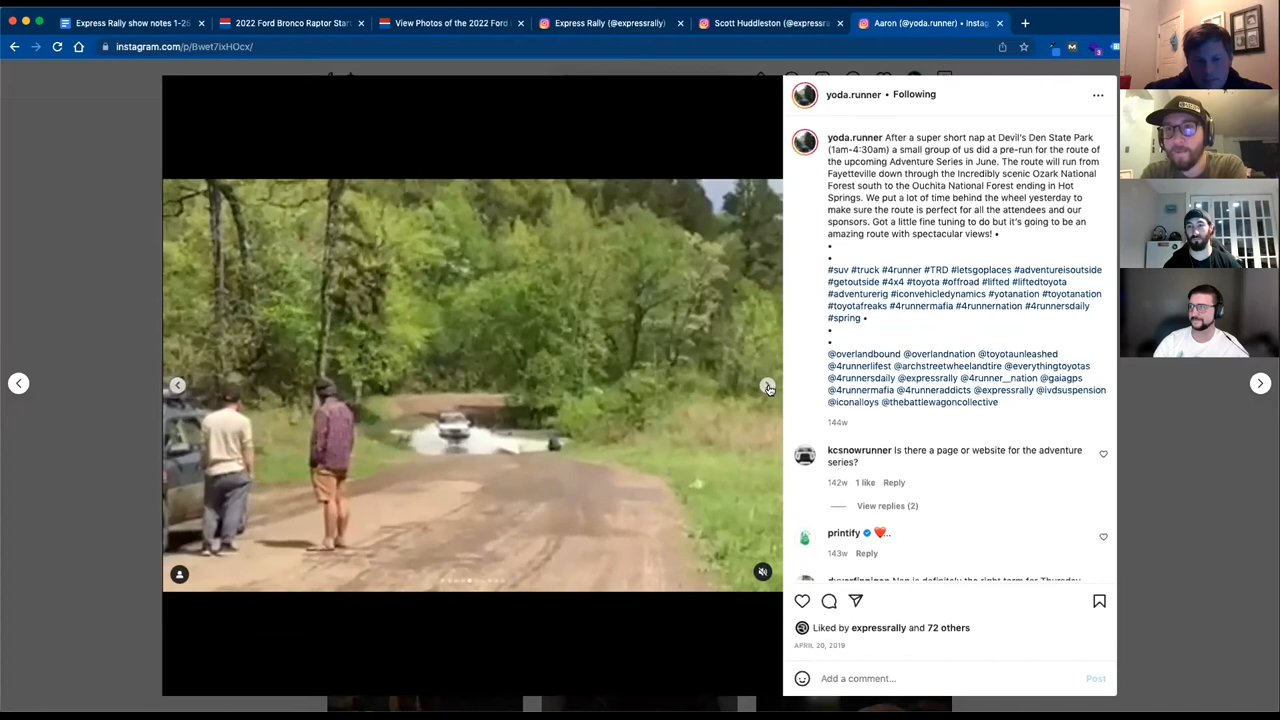 Express Rally show notes 1-26
2022 Ford Bronco Raptor Star
View Photos of the 2022 Ford
Express Rally (@expressrally)
Scott Huddleston (@expressra
Aaron (@yoda.runner) • Instag
instagram.com/p/Bwet7ixHOcx/
yoda.runner • Following
yoda.runner After a super short nap at Devil's Den State Park
(1am-4:30am) a small group of us did a pre-run for the route of
the upcoming Adventure Series in June. The route will run from
Fayetteville down through the Incredibly scenic Ozark National
Forest south to the Ouchita National Forest ending in Hot
Springs. We put a lot of time behind the wheel yesterday to
make sure the route is perfect for all the attendees and our
sponsors. Got a little fine tuning to do but it's going to be an
amazing route with spectacular views! •
•
•
#suv #truck #4runner #TRD #letsgoplaces #adventureisoutside
#getoutside #4x4 #toyota #offroad #lifted #liftedtoyota
#adventurerig #iconvehicledynamics #yotanation #toyotanation
#toyotafreaks #4runnermafia #4runnernation #4runnersdaily
#spring •
•
•
@overlandbound @overlandnation @toyotaunleashed
@4runnerlifest @archstreetwheelandtire @everythingtoyotas
@4runnersdaily @expressrally @4runner__nation @gaiagps
@4runnermafia @4runneraddicts @expressrally @ivdsuspension
@iconalloys @thebattlewagoncollective
144w
kcsnowrunner Is there a page or website for the adventure
series?
142w 1 like Reply
View replies (2)
printify ❤️..
143w Reply
Liked by expressrally and 72 others
APRIL 20, 2019
Add a comment...
Post